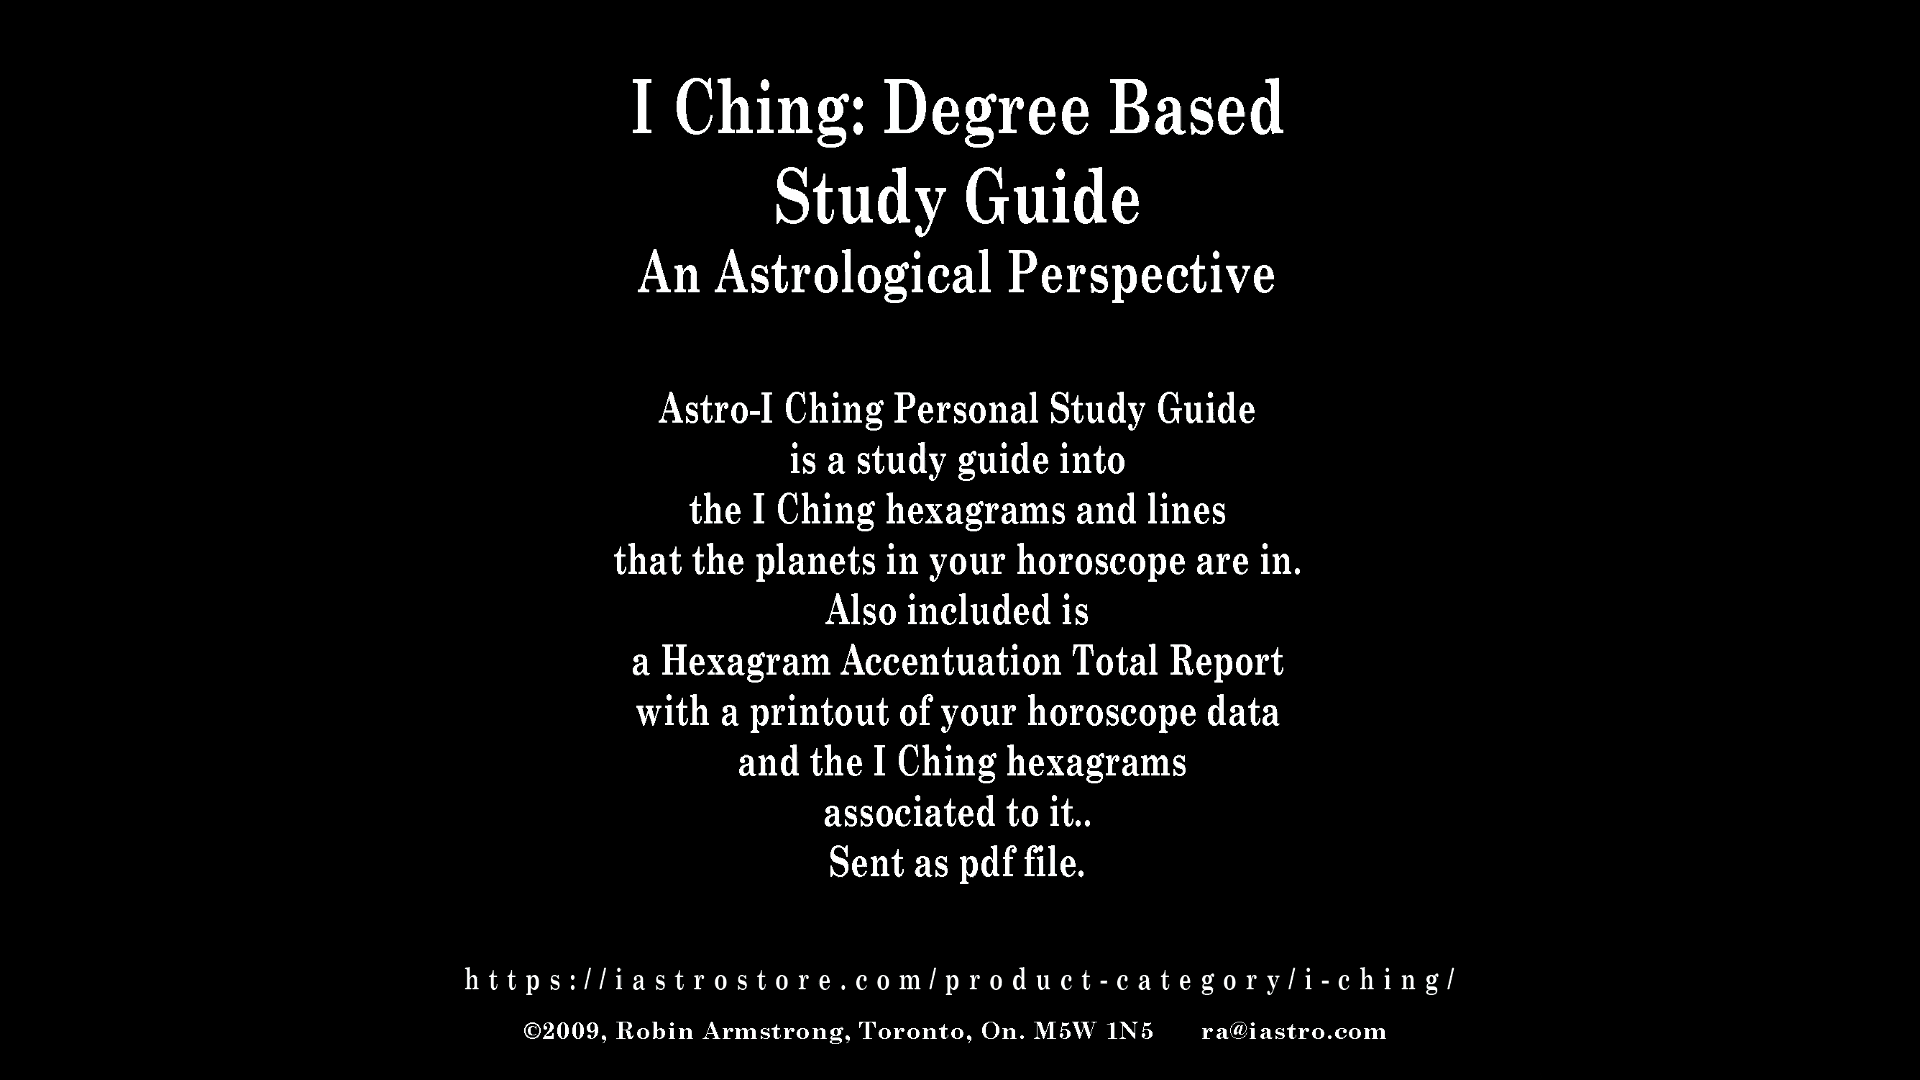 I Ching: Degree Based
Study Guide
An Astrological Perspective
Astro-I Ching Personal Study Guide
is a study guide into
the I Ching hexagrams and lines
that the planets in your horoscope are in.
Also included is
a Hexagram Accentuation Total Report
with a printout of your horoscope data
and the I Ching hexagrams
associated to it..
Sent as pdf file.
https://iastrostore.com/product-category/i-ching/
©2009, Robin Armstrong, Toronto, On. M5W 1N5 ra@iastro.com